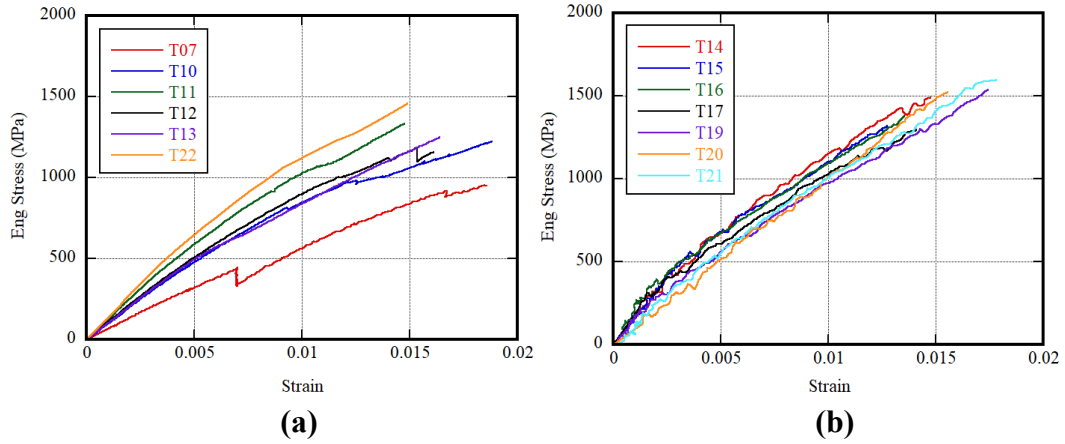 2000
1500
1000
500
0
Eng Stress (MPa)
T07
T10
T11
T12
T13
T22
0
0.005
0.01
0.015
0.02
Strain
(a)
2000
1500
1000
500
0
Eng Stress (MPa)
T14
T15
T16
T17
T19
T20
T21
0
0.005
0.01
0.015
0.02
Strain
(b)